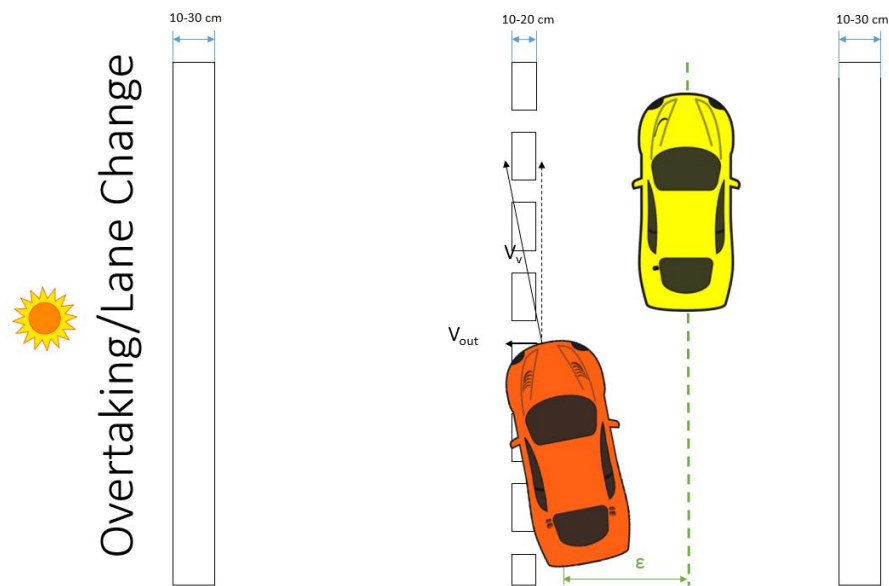 10-30 cm
10-20 cm
10-30 cm
Overtaking/Lane Change
Vv
Vout
ε